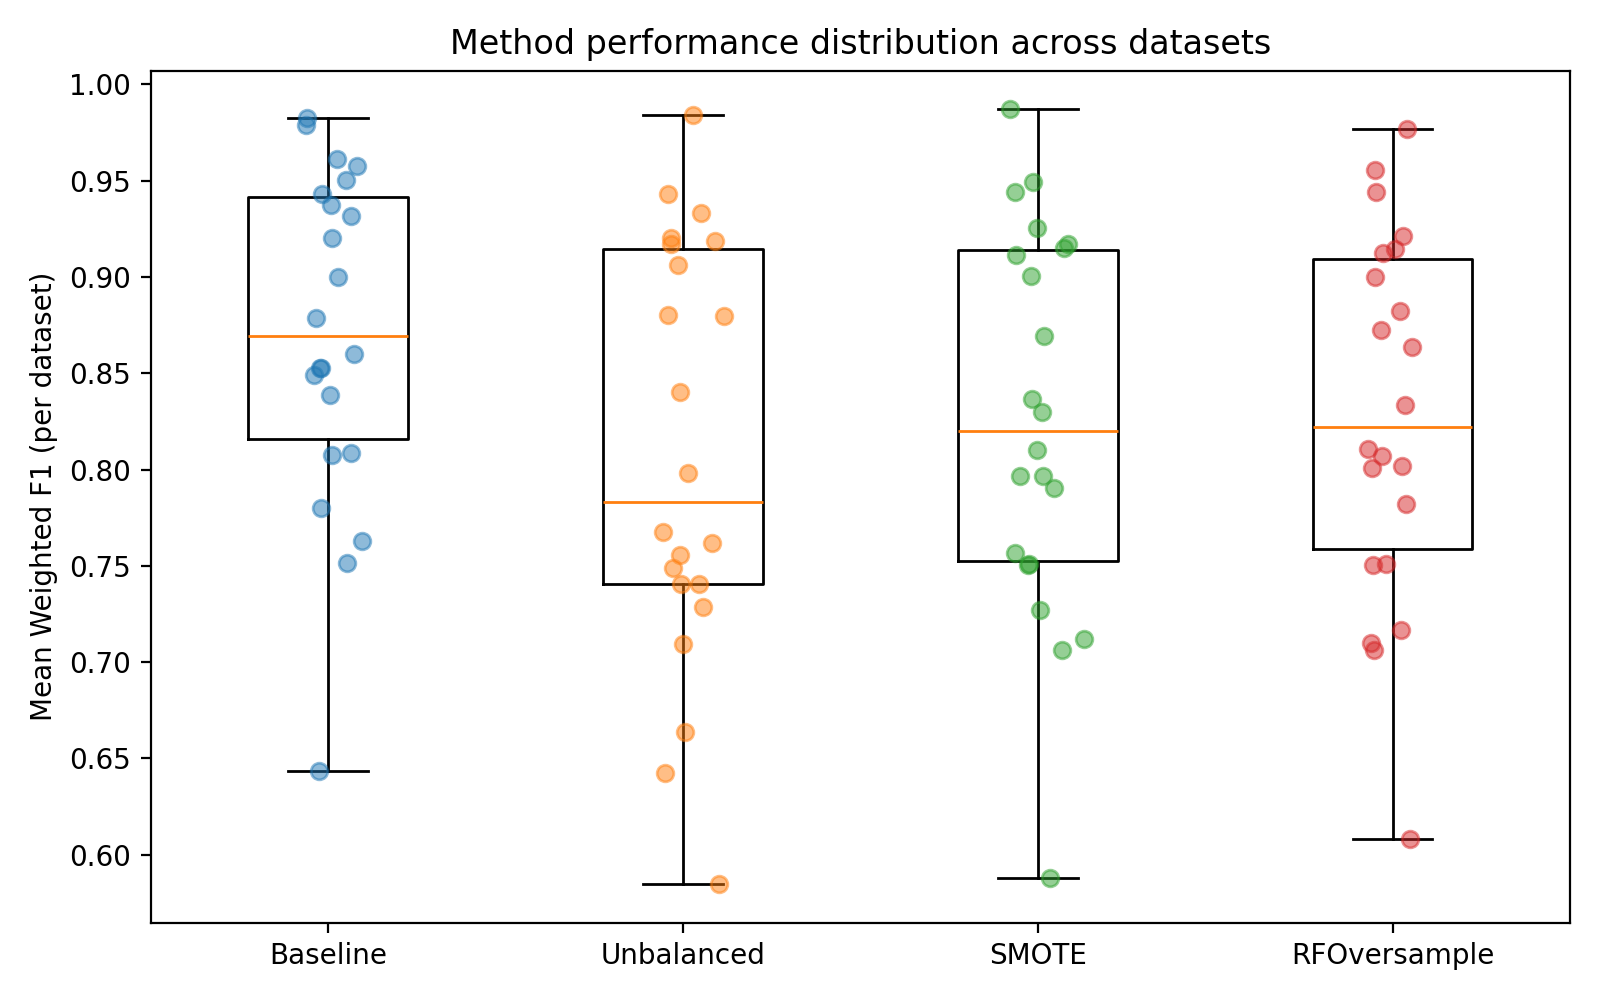 Method performance distribution across datasets
Mean Weighted F1 (per dataset)
1.00
0.95
0.90
0.85
0.80
0.75
0.70
0.65
0.60
Baseline
Unbalanced
SMOTE
RFOversample